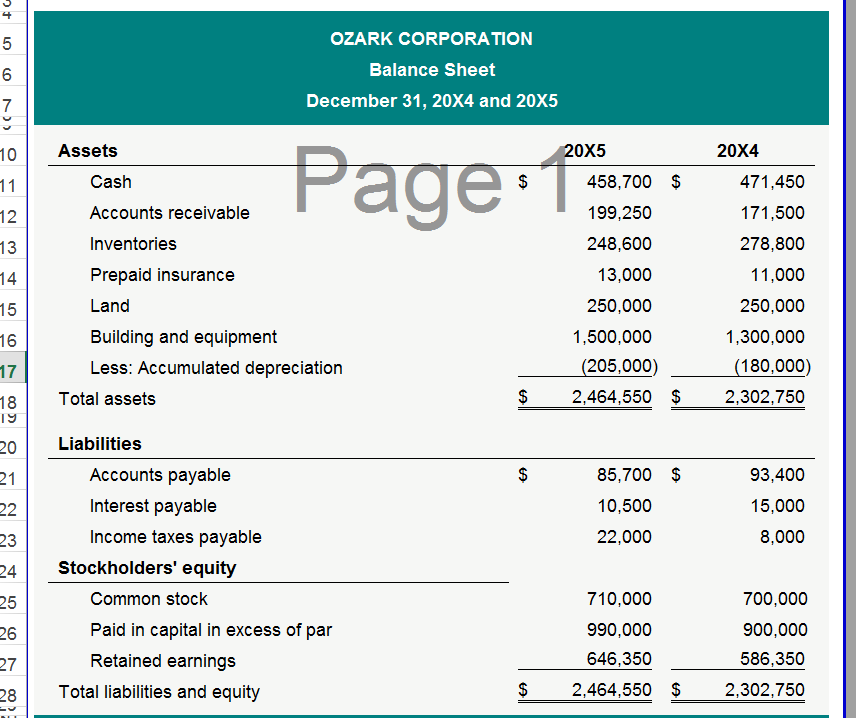 OZARK CORPORATION
Balance Sheet
December 31, 20X4 and 20X5
Page 1
10 Assets 20X5 20X4
11 Cash $ 458,700 $ 471,450
12 Accounts receivable 199,250 171,500
13 Inventories 248,600 278,800
14 Prepaid insurance 13,000 11,000
15 Land 250,000 250,000
16 Building and equipment 1,500,000 1,300,000
17 Less: Accumulated depreciation (205,000) (180,000)
18 Total assets $ 2,464,550 $ 2,302,750
19
20 Liabilities
21 Accounts payable $ 85,700 $ 93,400
22 Interest payable 10,500 15,000
23 Income taxes payable 22,000 8,000
24 Stockholders' equity
25 Common stock 710,000 700,000
26 Paid in capital in excess of par 990,000 900,000
27 Retained earnings 646,350 586,350
28 Total liabilities and equity $ 2,464,550 $ 2,302,750